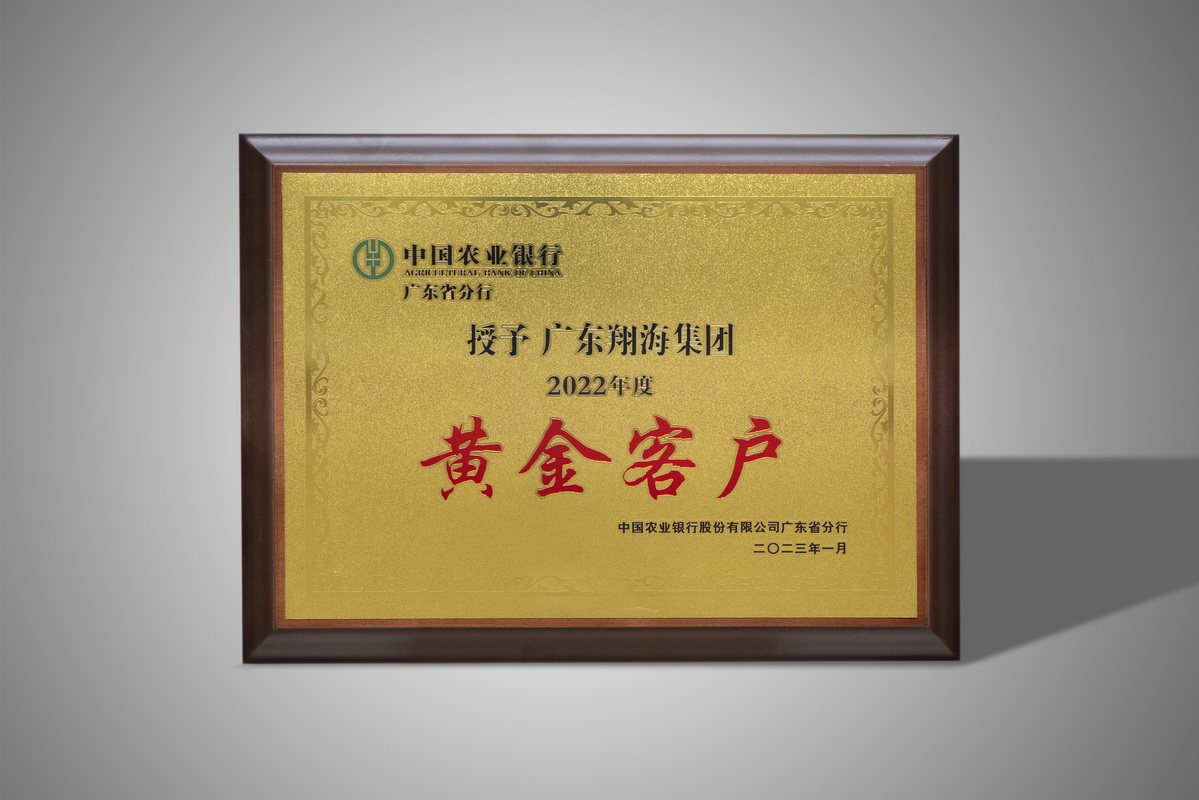 中国农业银行
AGRICULTURAL BANK OF CHINA
广东省分行
授予 广东翔海集团
2022年度
黄金客户
中国农业银行股份有限公司广东省分行
二〇二三年一月